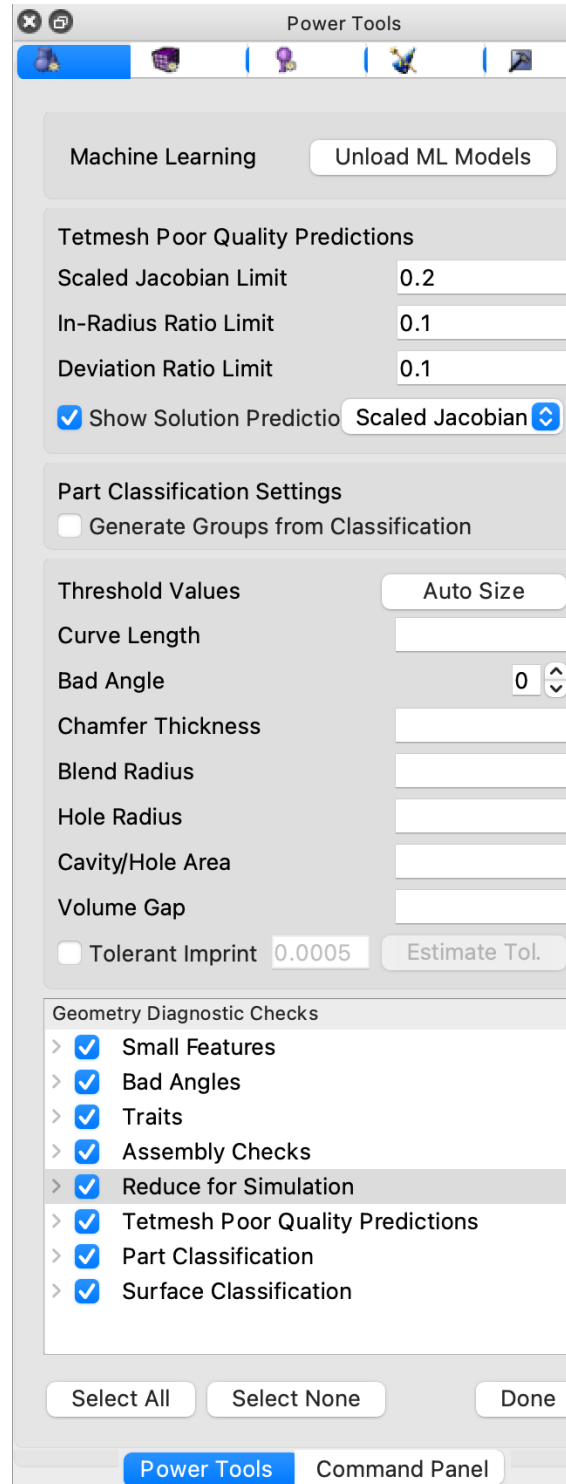 Power Tools
Machine Learning Unload ML Models
Tetmesh Poor Quality Predictions
Scaled Jacobian Limit 0.2
In-Radius Ratio Limit 0.1
Deviation Ratio Limit 0.1
Show Solution Predictio Scaled Jacobian
Part Classification Settings
Generate Groups from Classification
Threshold Values Auto Size
Curve Length
Bad Angle 0
Chamfer Thickness
Blend Radius
Hole Radius
Cavity/Hole Area
Volume Gap
Tolerant Imprint 0.0005 Estimate Tol.
Geometry Diagnostic Checks
Small Features
Bad Angles
Traits
Assembly Checks
Reduce for Simulation
Tetmesh Poor Quality Predictions
Part Classification
Surface Classification
Select All Select None Done
Power Tools Command Panel